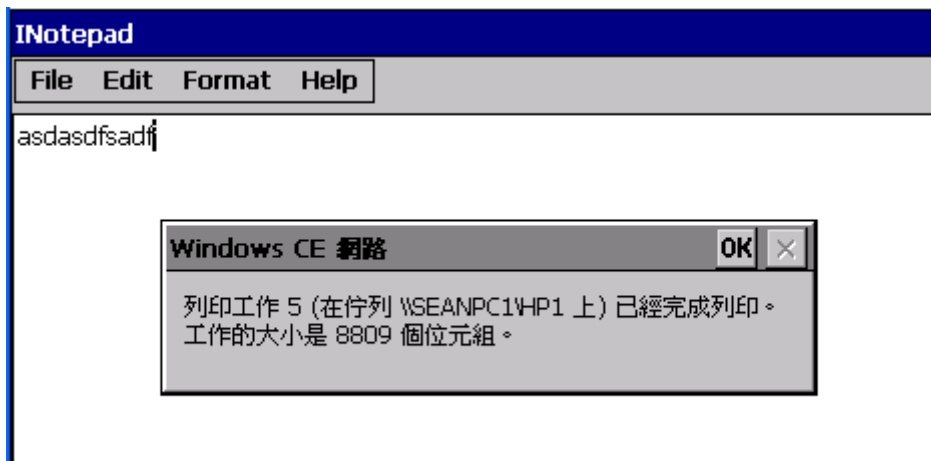 INotepad
File Edit Format Help
asdasdfsadf
Windows CE 網路 OK
列印工作 5 (在佇列 \\SEANPC1\HP1 上) 已經完成列印。
工作的大小是 8809 個位元組。